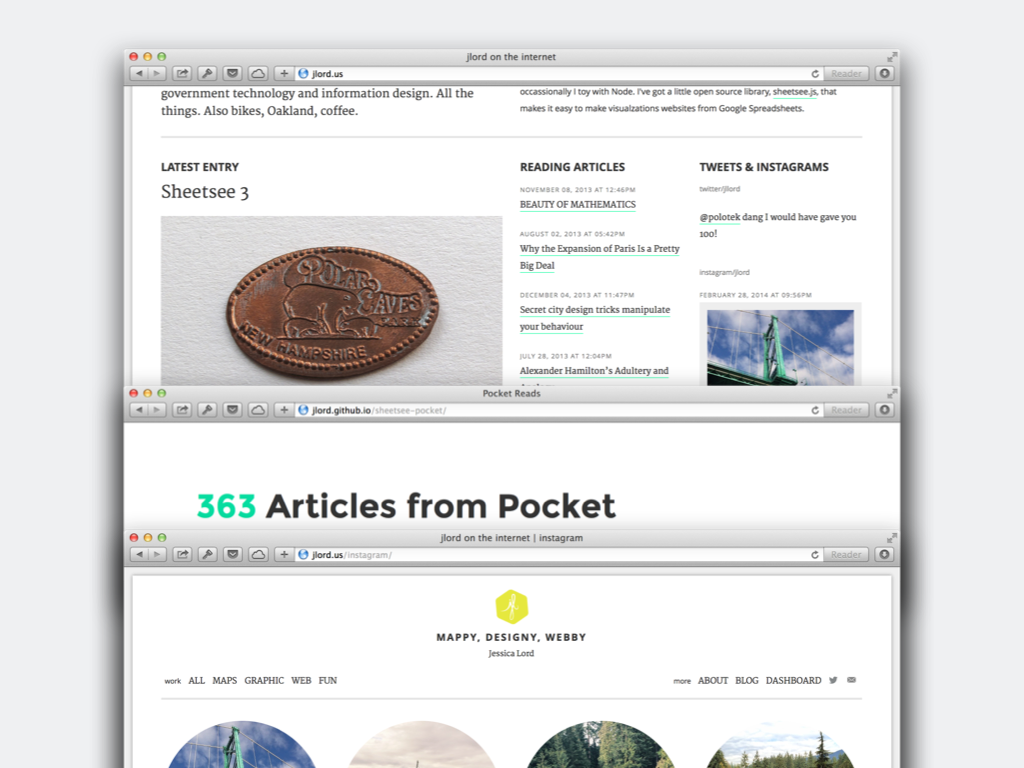 jlord on the internet
jlord.us
Reader
government technology and information design. All the
things. Also bikes, Oakland, coffee.
occassionally I toy with Node. I've got a little open source library, sheetsee.js, that
makes it easy to make visualzations websites from Google Spreadsheets.
LATEST ENTRY
Sheetsee 3
POLAR
CAVES
PARK
NEW HAMPSHIRE
READING ARTICLES
NOVEMBER 08, 2013 AT 12:46PM
BEAUTY OF MATHEMATICS
AUGUST 02, 2013 AT 05:42PM
Why the Expansion of Paris Is a Pretty
Big Deal
DECEMBER 04, 2013 AT 11:47PM
Secret city design tricks manipulate
your behaviour
JULY 28, 2013 AT 12:04PM
Alexander Hamilton's Adultery and
TWEETS & INSTAGRAMS
twitter/jllord
@polotek dang I would have gave you
100!
instagram/jlord
FEBRUARY 28, 2014 AT 09:56PM
Pocket Reads
jlord.github.io/sheetsee-pocket/
Reader
363 Articles from Pocket
jlord on the internet | instagram
jlord.us/instagram/
Reader
MAPPY, DESIGNY, WEBBY
Jessica Lord
work ALL MAPS GRAPHIC WEB FUN
more ABOUT BLOG DASHBOARD